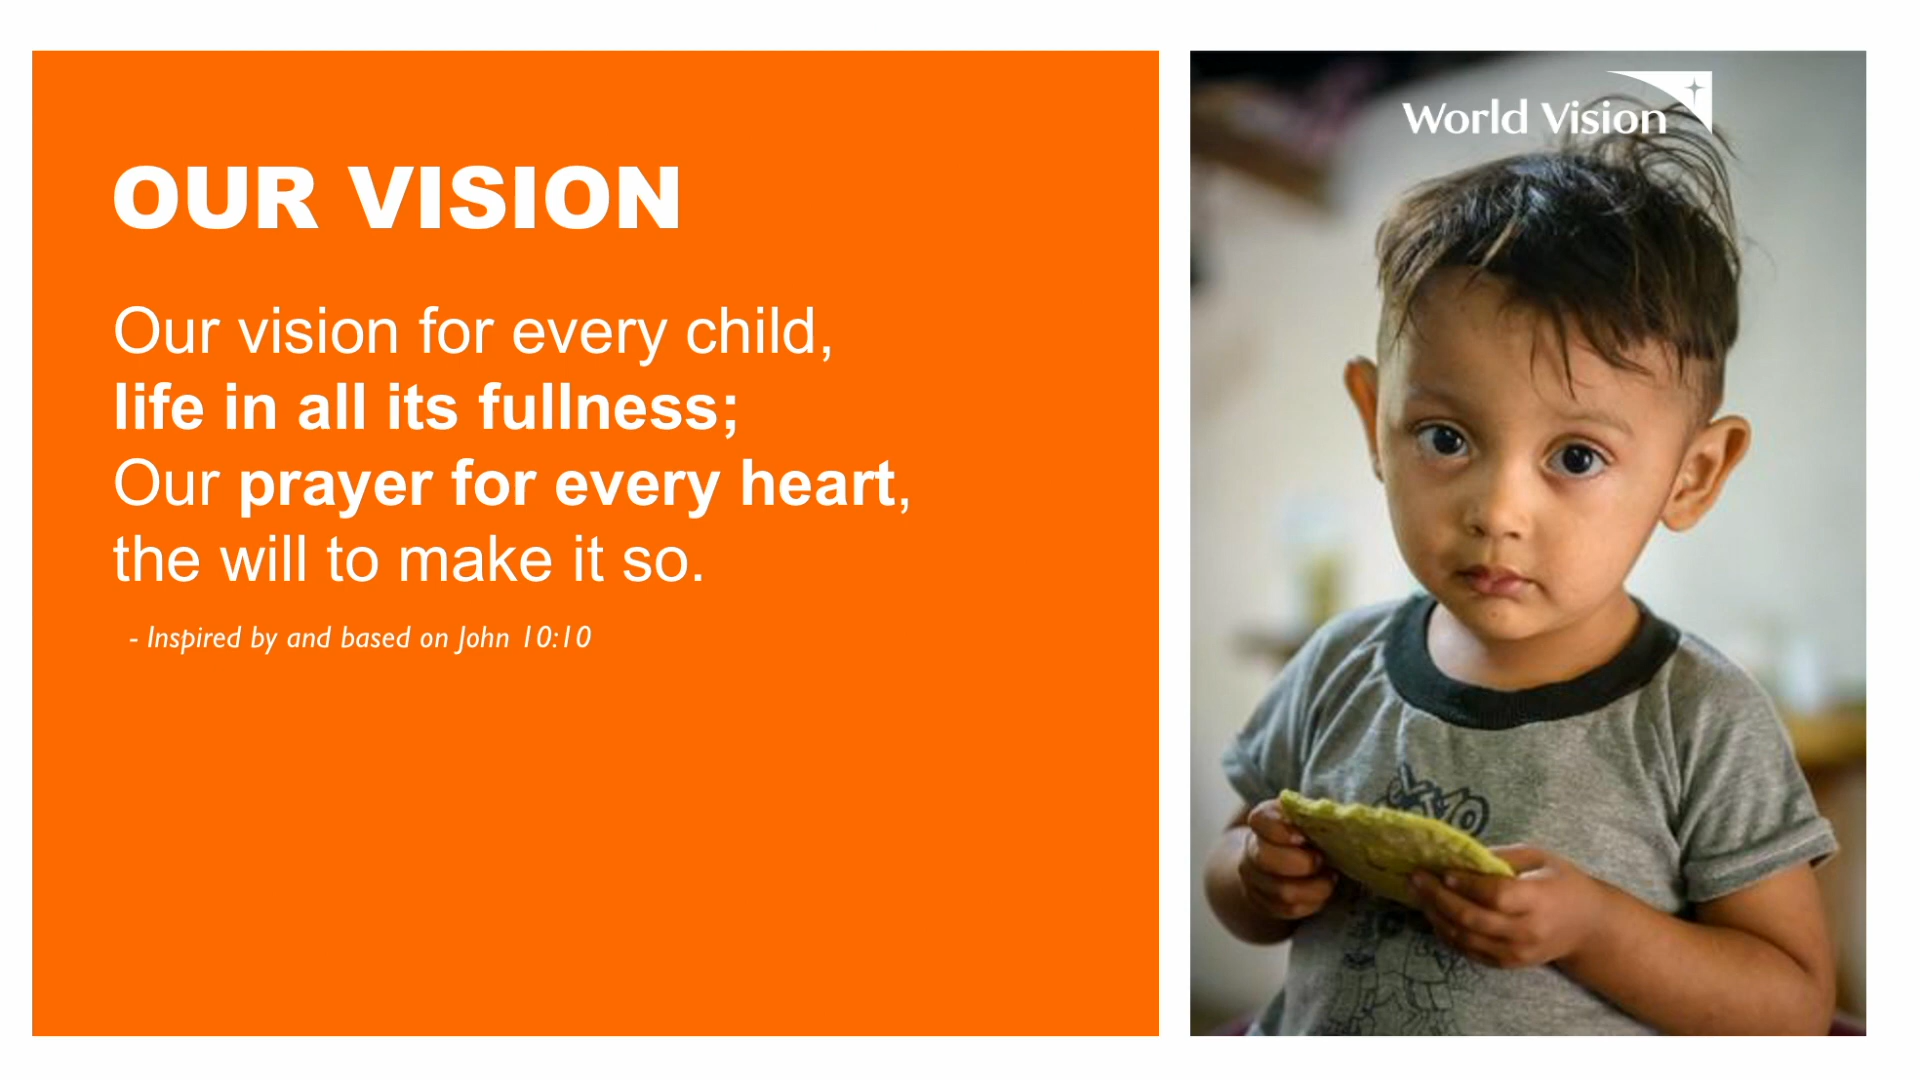 OUR VISION
Our vision for every child,
life in all its fullness;
Our prayer for every heart,
the will to make it so.
- Inspired by and based on John 10:10
World Vision